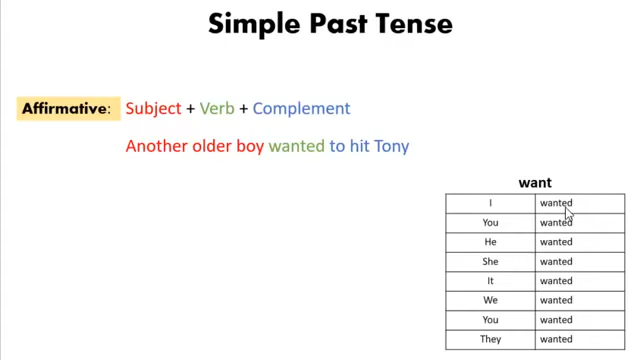 Simple Past Tense
Affirmative: Subject + Verb + Complement
Another older boy wanted to hit Tony
want
I wanted
You wanted
He wanted
She wanted
It wanted
We wanted
You wanted
They wanted